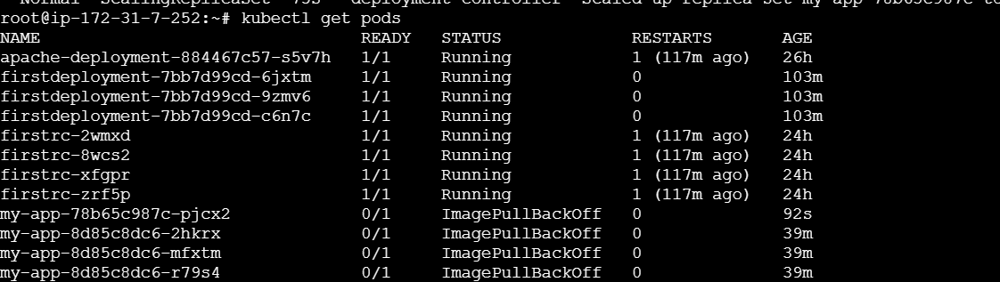 Normal ScalingReplicaSet 79s deployment-controller Scaled up replica set my-app-78b65c987c to
root@ip-172-31-7-252:~# kubectl get pods
NAME READY STATUS RESTARTS AGE
apache-deployment-884467c57-s5v7h 1/1 Running 1 (117m ago) 26h
firstdeployment-7bb7d99cd-6jxtm 1/1 Running 0 103m
firstdeployment-7bb7d99cd-9zmv6 1/1 Running 0 103m
firstdeployment-7bb7d99cd-c6n7c 1/1 Running 0 103m
firstrc-2wmxd 1/1 Running 1 (117m ago) 24h
firstrc-8wcs2 1/1 Running 1 (117m ago) 24h
firstrc-xfgpr 1/1 Running 1 (117m ago) 24h
firstrc-zrf5p 1/1 Running 1 (117m ago) 24h
my-app-78b65c987c-pjcx2 0/1 ImagePullBackOff 0 92s
my-app-8d85c8dc6-2hkrx 0/1 ImagePullBackOff 0 39m
my-app-8d85c8dc6-mfxtm 0/1 ImagePullBackOff 0 39m
my-app-8d85c8dc6-r79s4 0/1 ImagePullBackOff 0 39m